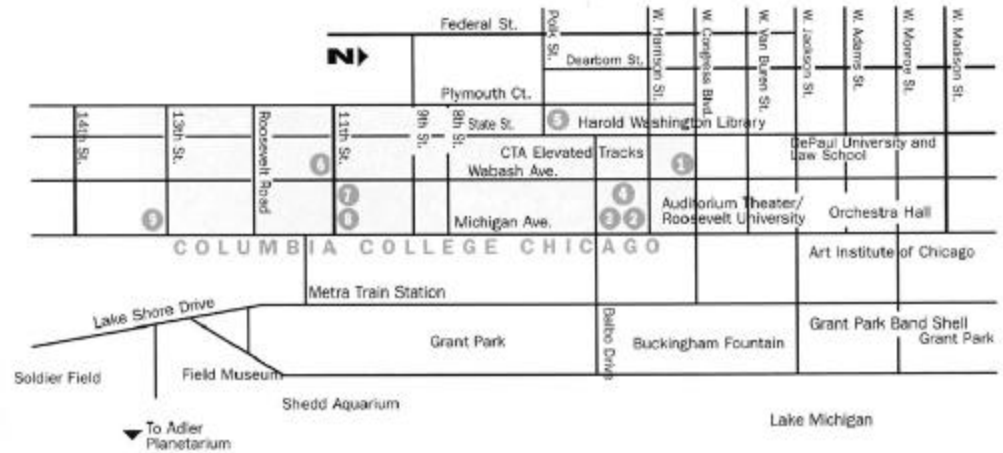 Federal St.
N
Polk St.
Dearborn St.
W. Harrison St.
W. Congress Blvd.
W. Van Buren St.
W. Jackson St.
W. Adams St.
W. Monroe St.
W. Madison St.
Plymouth Ct.
14th St.
13th St.
Roosevelt Road
11th St.
9th St.
8th St.
State St.
5
Harold Washington Library
CTA Elevated Tracks
Wabash Ave.
1
DePaul University and
Law School
7
4
9
3
2
Michigan Ave.
Auditorium Theater/
Roosevelt University
Orchestra Hall
COLUMBIA COLLEGE CHICAGO
Art Institute of Chicago
Metra Train Station
Lake Shore Drive
Balbo Drive
Grant Park
Buckingham Fountain
Grant Park Band Shell
Grant Park
Soldier Field
Field Museum
Shedd Aquarium
To Adler
Planetarium
Lake Michigan